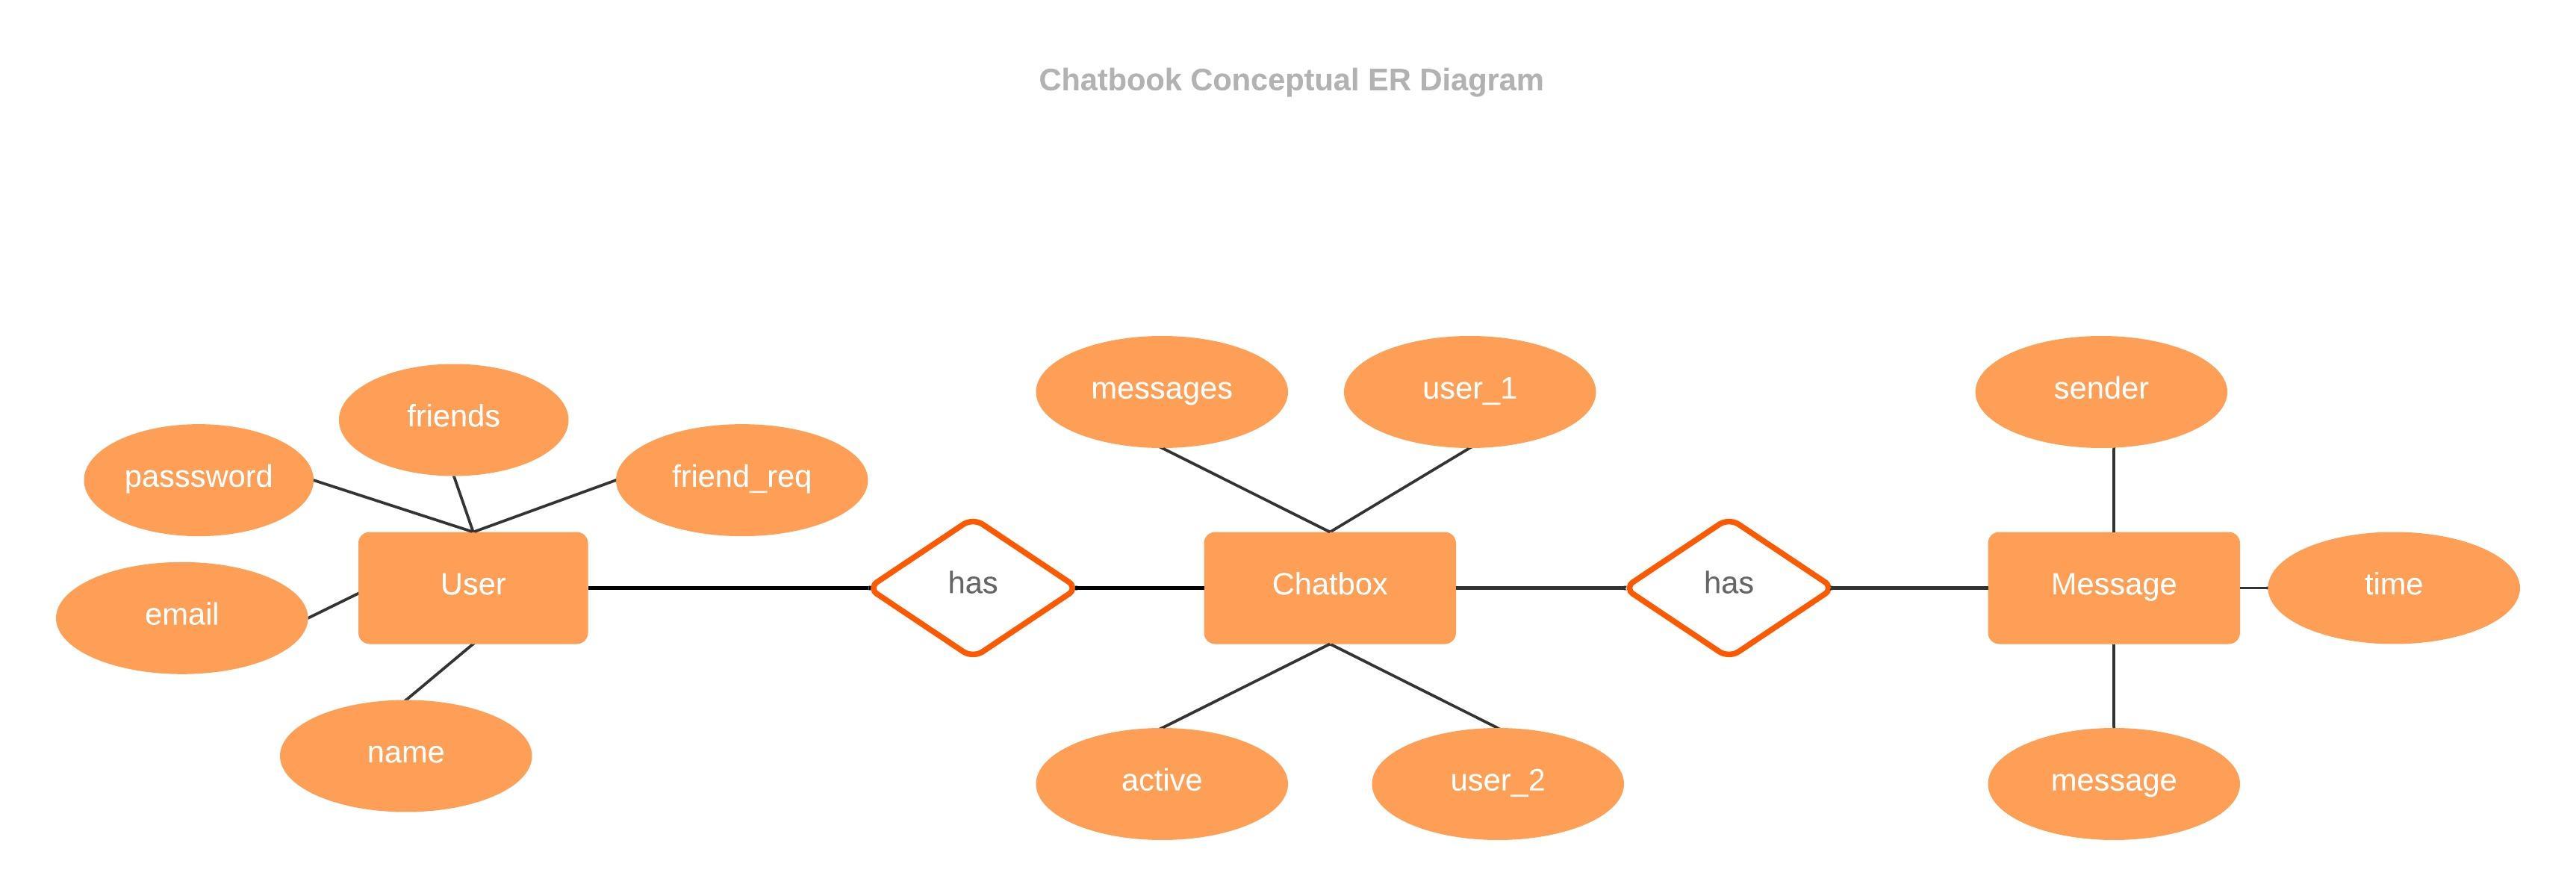 Chatbook Conceptual ER Diagram
messages
user_1
sender
friends
passsword
friend_req
User
has
Chatbox
has
Message
time
email
name
active
user_2
message